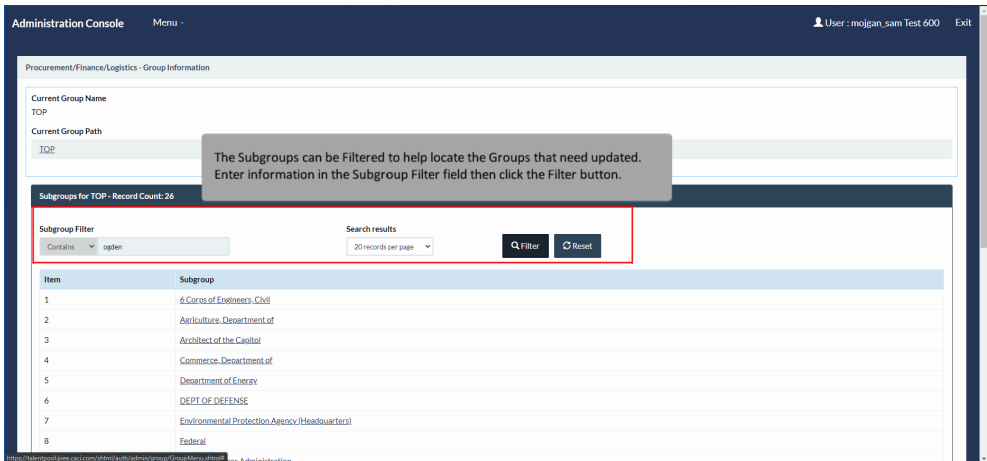 Administration Console Menu User : mojgan_sam Test 600 Exit
Procurement/Finance/Logistics - Group Information
Current Group Name
TOP
Current Group Path
TOP
The Subgroups can be Filtered to help locate the Groups that need updated.
Enter information in the Subgroup Filter field then click the Filter button.
Subgroups for TOP - Record Count: 26
Subgroup Filter Search results
Contains ogden 20 records per page Filter Reset
Item Subgroup
1 6 Corps of Engineers, Civil
2 Agriculture, Department of
3 Architect of the Capitol
4 Commerce, Department of
5 Department of Energy
6 DEPT OF DEFENSE
7 Environmental Protection Agency (Headquarters)
8 Federal
https://talentpool.piee.caci.com/xhtml/auth/admin/group/GroupMenu.xhtml# Administration